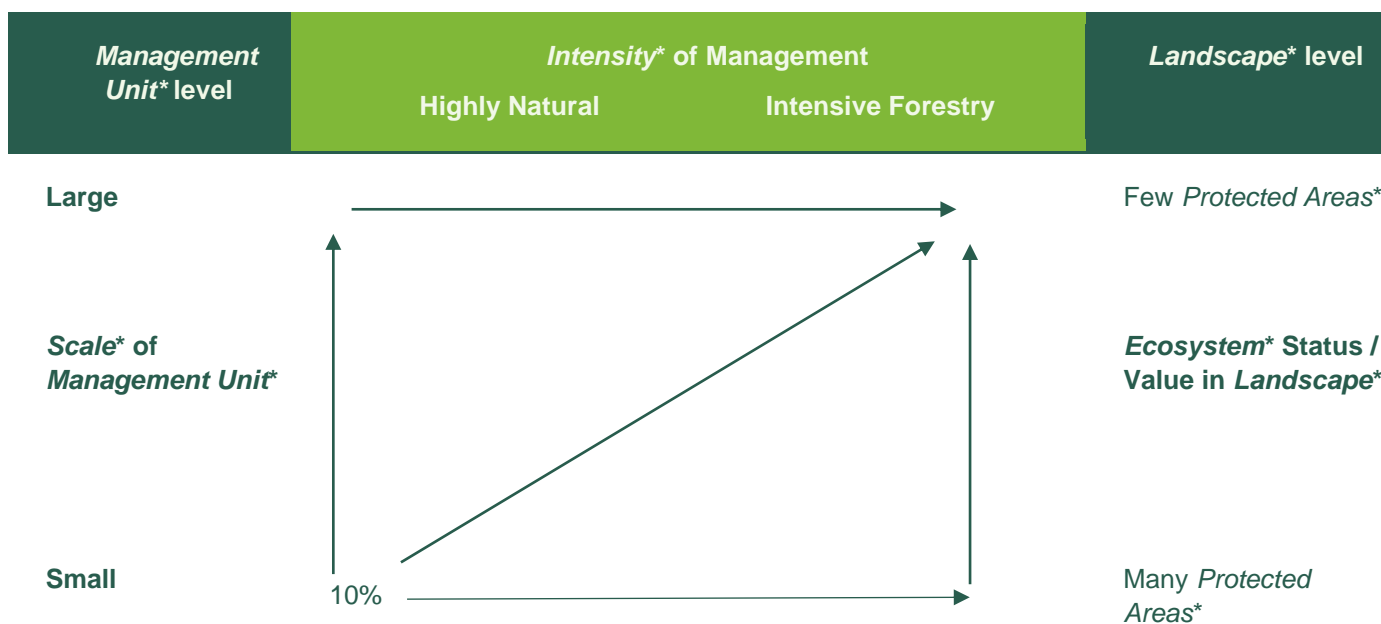 Management
Unit* level
Intensity* of Management
Highly Natural
Intensive Forestry
Landscape* level
Large
Few Protected Areas*
Scale* of
Management Unit*
Ecosystem* Status /
Value in Landscape*
Small
10%
Many Protected
Areas*